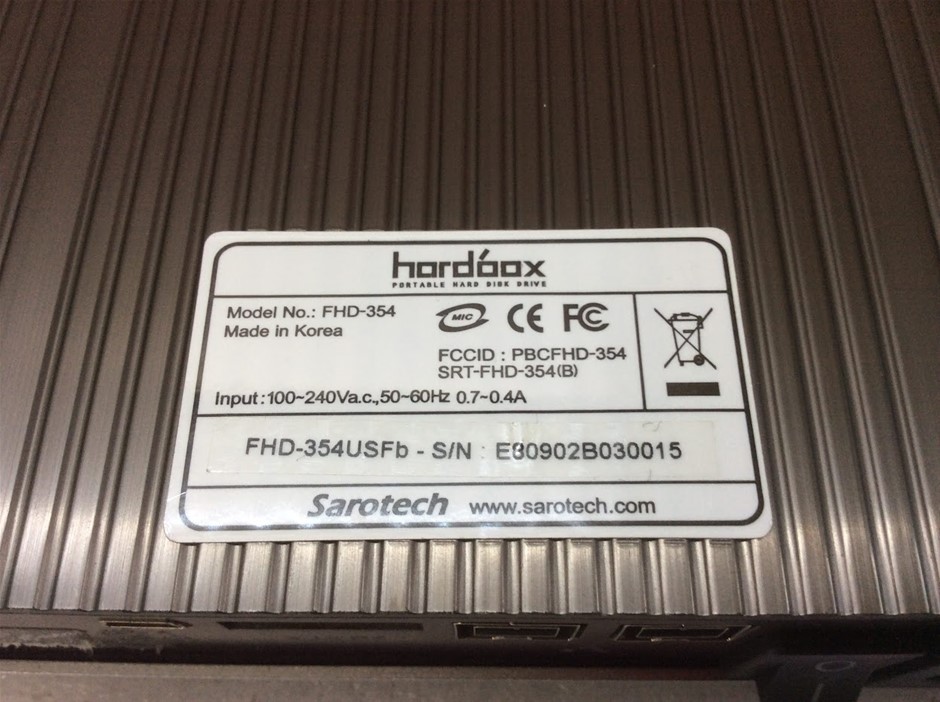 hardbox
PORTABLE HARD DISK DRIVE
Model No.: FHD-354
Made in Korea
MIC CE FC
FCCID : PBCFHD-354
SRT-FHD-354(B)
Input:100~240Va.c.,50~60Hz 0.7~0.4A
FHD-354USFb - S/N : E80902B030015
Sarotech www.sarotech.com